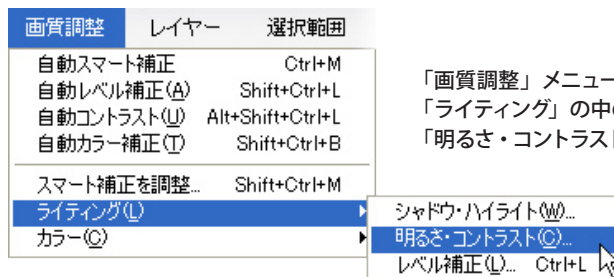 画質調整 レイヤー 選択範囲
自動スマート補正 Ctrl+M
自動レベル補正(A) Shift+Ctrl+L
自動コントラスト(U) Alt+Shift+Ctrl+L
自動カラー補正(T) Shift+Ctrl+B
スマート補正を調整... Shift+Ctrl+M
ライティング(L)
カラー(C)
シャドウ・ハイライト(W)...
明るさ・コントラスト(C)...
レベル補正(L)... Ctrl+L
「画質調整」メニュー
「ライティング」の中の
「明るさ・コントラスト